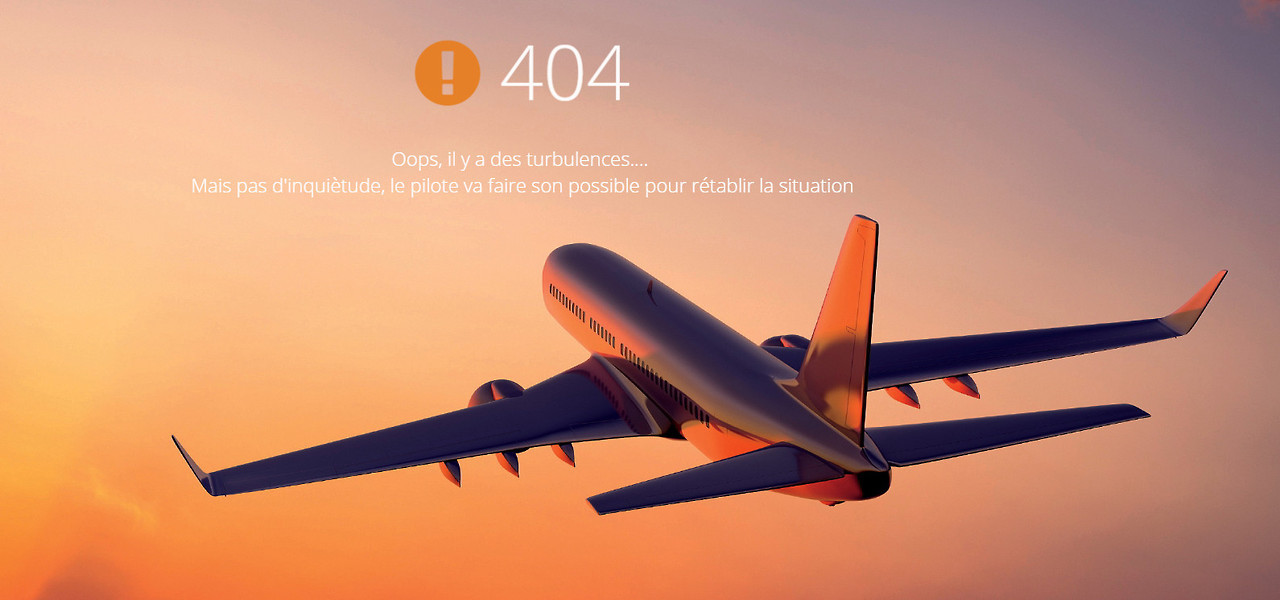 ! 404
Oops, il y a des turbulences....
Mais pas d'inquiètude, le pilote va faire son possible pour rétablir la situation